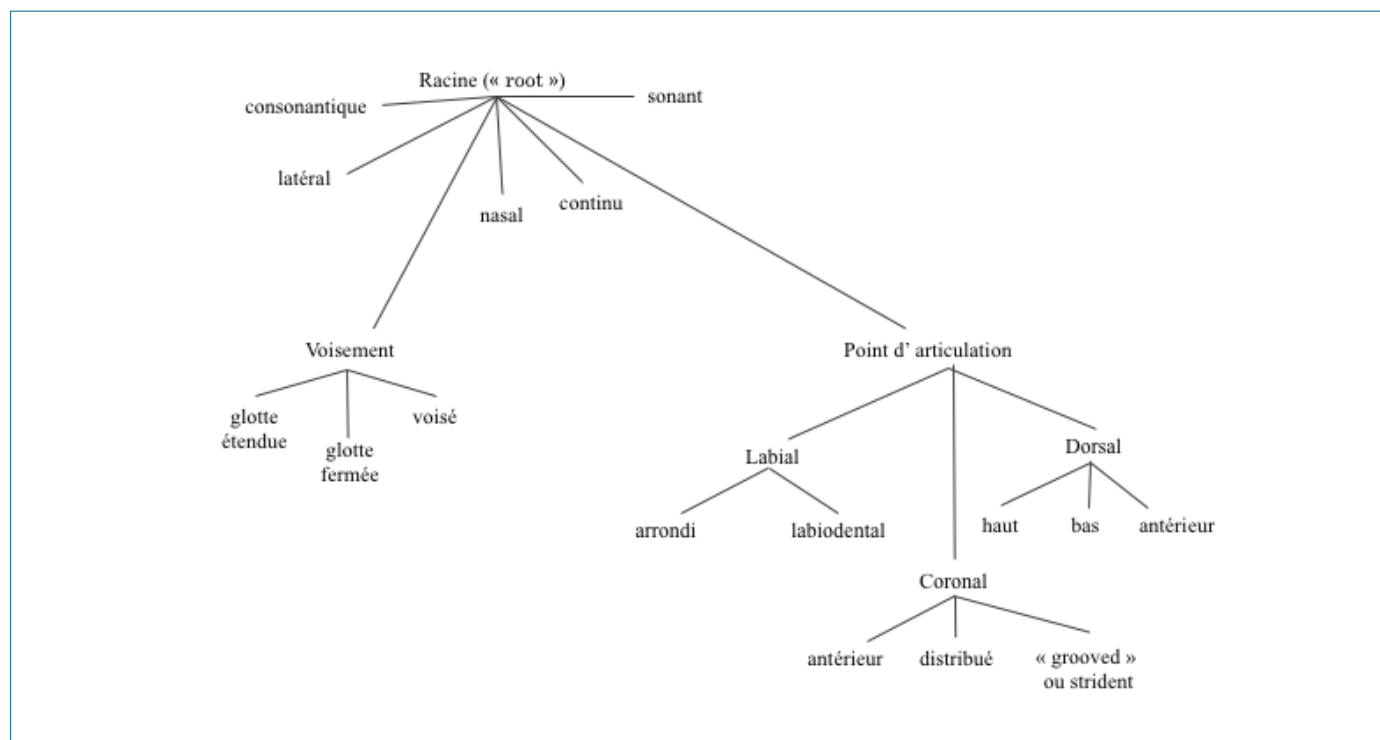 Racine (« root »)
consonantique
sonant
latéral
nasal
continu
Voisement
Point d’ articulation
glotte
étendue
glotte
fermée
voisé
Labial
Dorsal
arrondi
labiodental
haut
bas
antérieur
Coronal
antérieur
distribué
« grooved »
ou strident